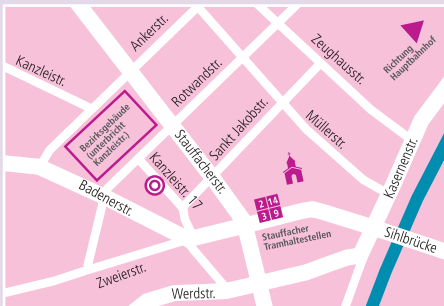 Ankerstr.
Kanzleistr.
Rotwandstr.
Zeughausstr.
Richtung
Hauptbahnhof
Bezirksgebäude
(unterbricht
Kanzleistr.)
Stauffacherstr.
Sankt Jakobstr.
Müllerstr.
Kanzleistr. 17
Kasernenstr.
Badenerstr.
2 14
3 9
Stauffacher
Tramhaltestellen
Sihlbrücke
Zweierstr.
Werdstr.